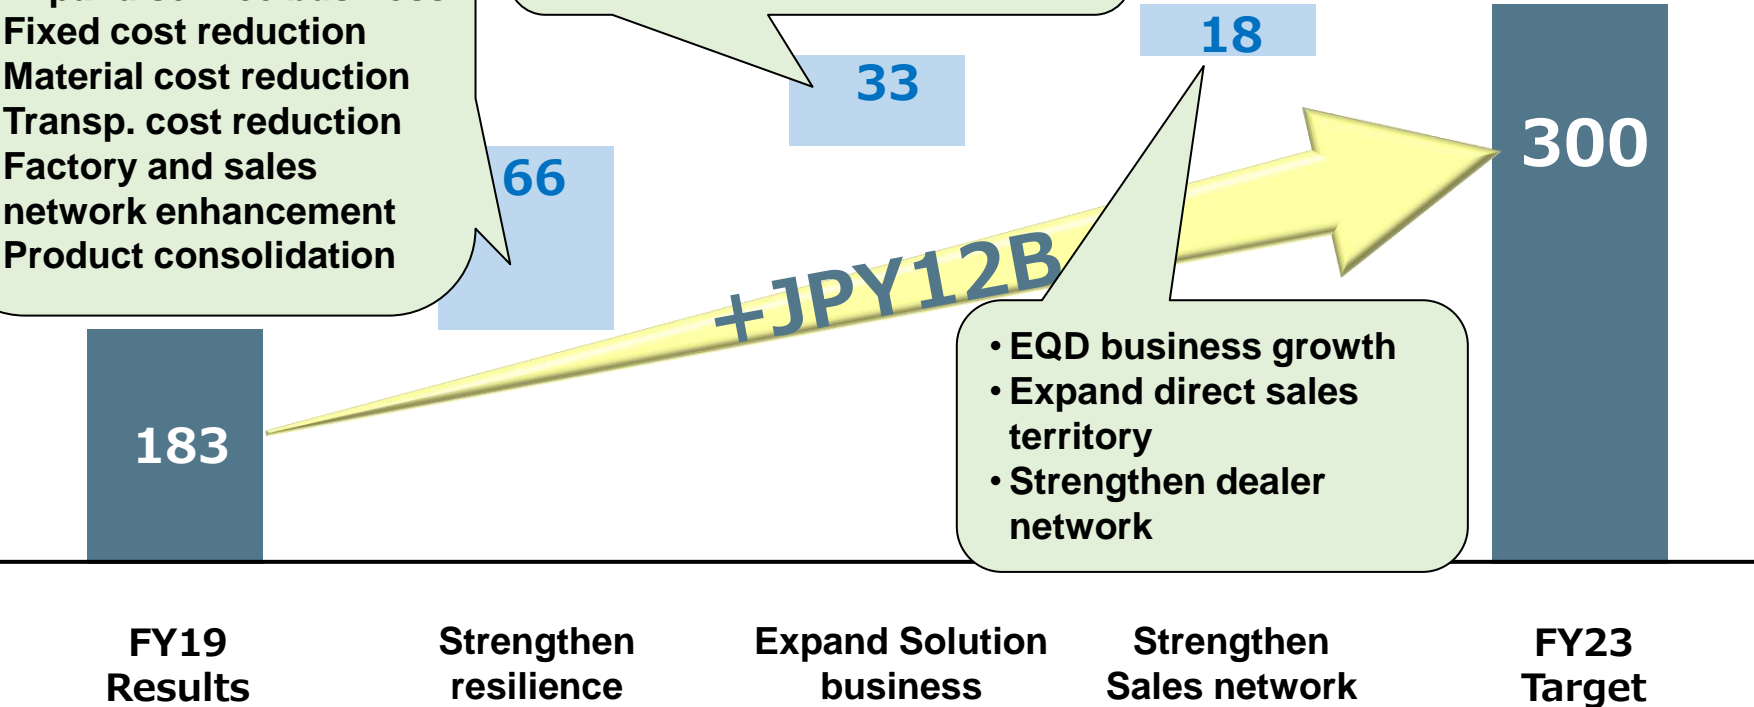 Fixed cost reduction
Material cost reduction
Transp. cost reduction
Factory and sales
network enhancement
Product consolidation
66
33
18
300
183
+JPY12B
• EQD business growth
• Expand direct sales
territory
• Strengthen dealer
network
FY19
Results
Strengthen
resilience
Expand Solution
business
Strengthen
Sales network
FY23
Target